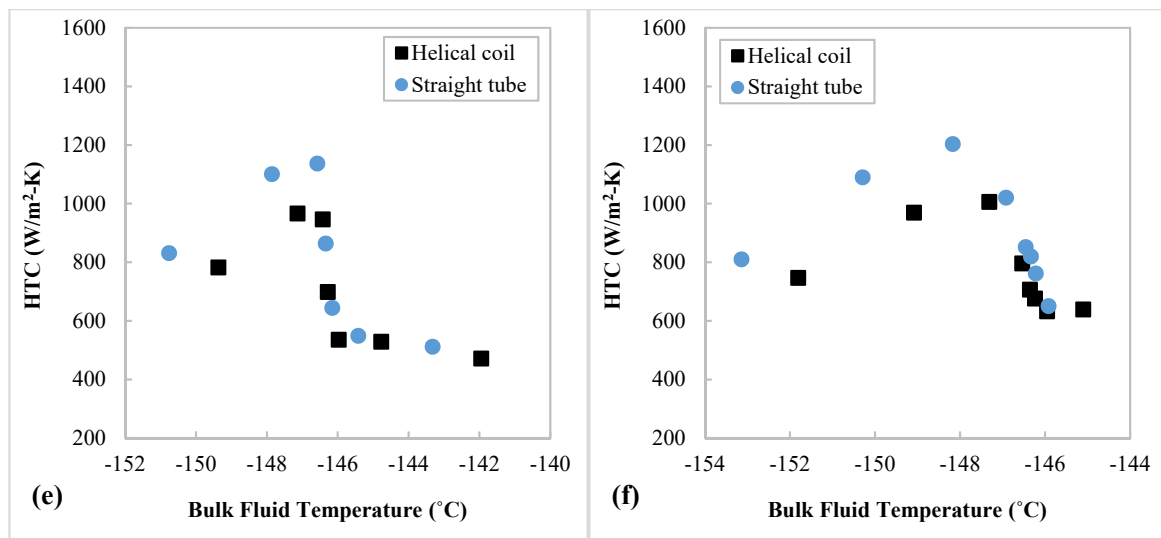 1600
1400
1200
1000
800
600
400
200
HTC (W/m²-K)
Helical coil
Straight tube
-152 -150 -148 -146 -144 -142 -140
Bulk Fluid Temperature (˚C)
(e)
1600
1400
1200
1000
800
600
400
200
HTC (W/m²-K)
Helical coil
Straight tube
-154 -152 -150 -148 -146 -144
Bulk Fluid Temperature (˚C)
(f)